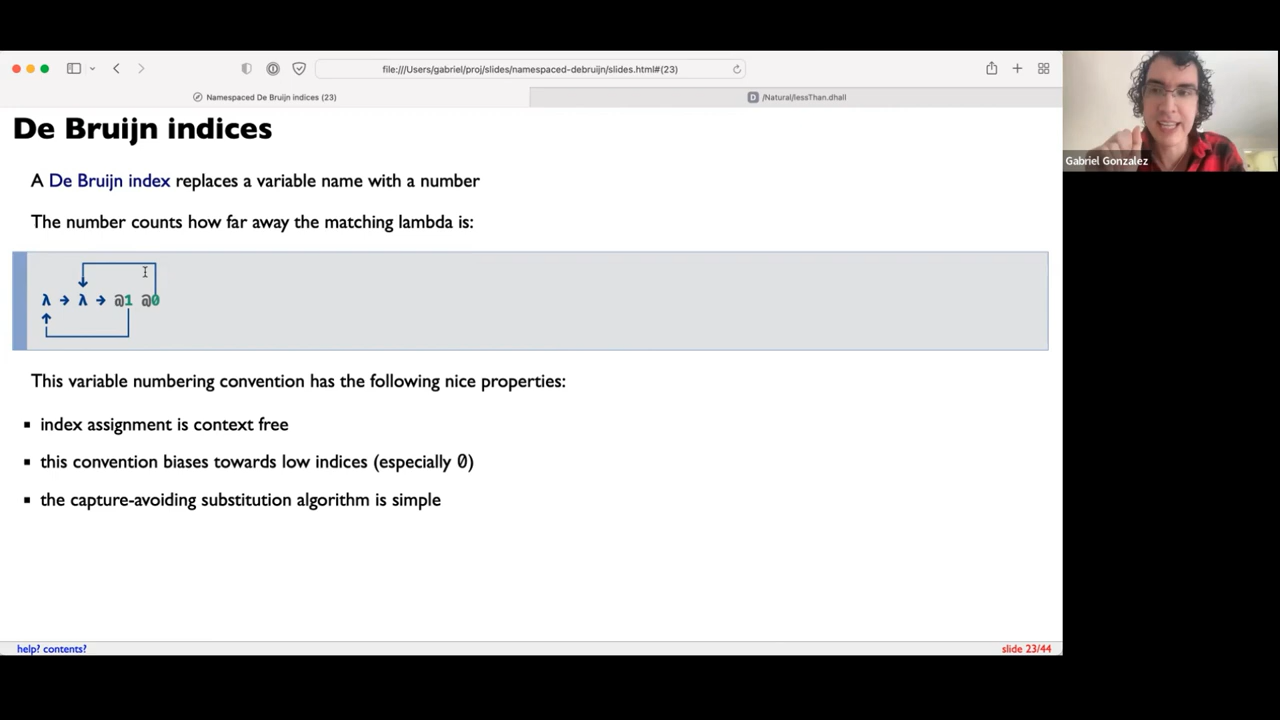 file:///Users/gabriel/proj/slides/namespaced-debruijn/slides.html#(23)
Namespaced De Bruijn indices (23)
/Natural/lessThan.dhall
De Bruijn indices
A De Bruijn index replaces a variable name with a number
The number counts how far away the matching lambda is:
λ → λ → @1 @0
This variable numbering convention has the following nice properties:
▪ index assignment is context free
▪ this convention biases towards low indices (especially 0)
▪ the capture-avoiding substitution algorithm is simple
help? contents?
slide 23/44
Gabriel Gonzalez